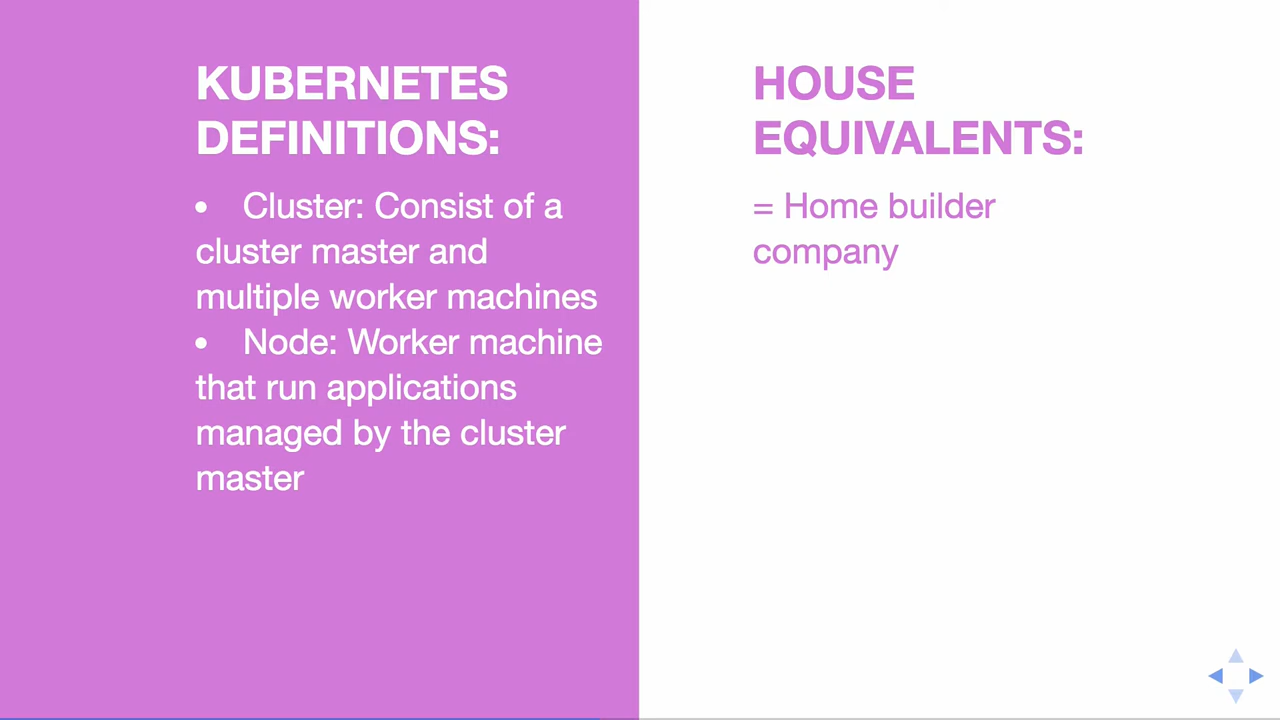 KUBERNETES
DEFINITIONS:
• Cluster: Consist of a
cluster master and
multiple worker machines
• Node: Worker machine
that run applications
managed by the cluster
master
HOUSE
EQUIVALENTS:
= Home builder
company